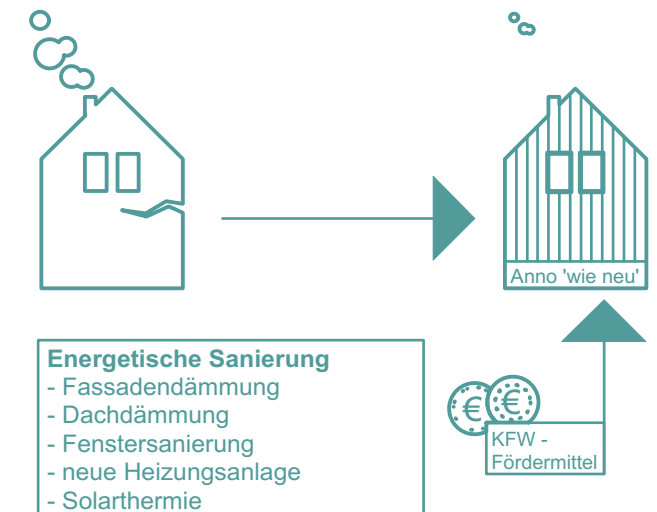 Anno 'wie neu'
Energetische Sanierung
- Fassadendämmung
- Dachdämmung
- Fenstersanierung
- neue Heizungsanlage
- Solarthermie
€ €
KFW -
Fördermittel